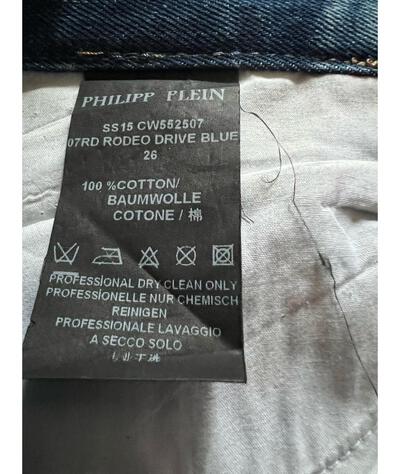 PHILIPP PLEIN
SS15 CW552507
07RD RODEO DRIVE BLUE
26
100 %COTTON/
BAUMWOLLE
COTONE / 棉
PROFESSIONAL DRY CLEAN ONLY
PROFESSIONELLE NUR CHEMISCH
REINIGEN
PROFESSIONALE LAVAGGIO
A SECCO SOLO